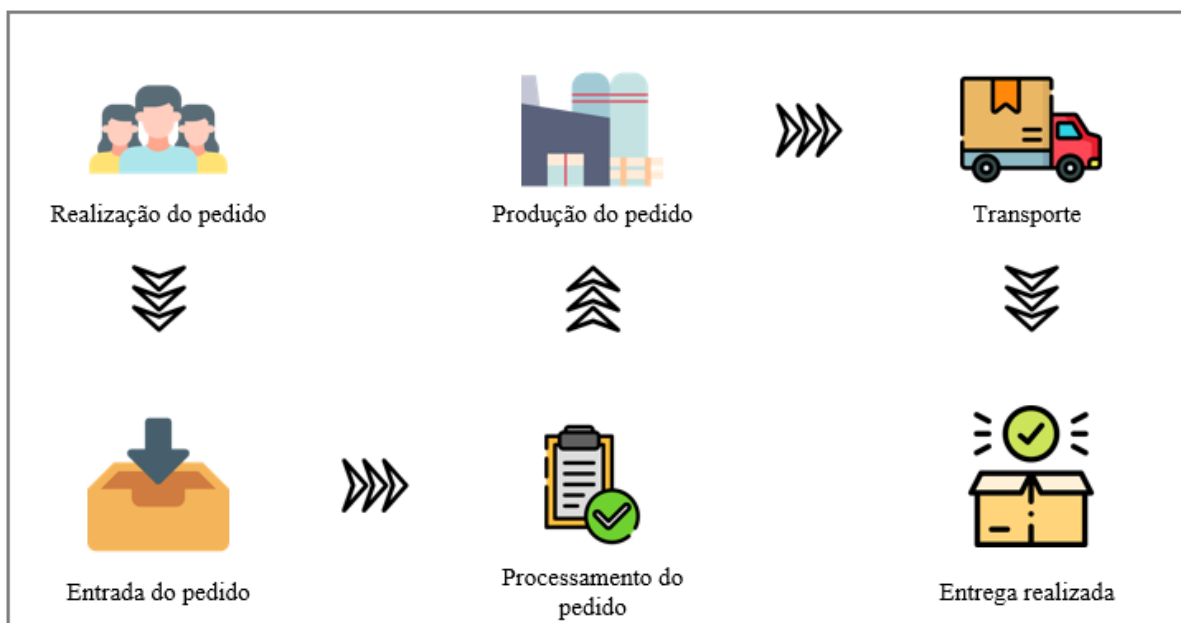 Realização do pedido
Produção do pedido
Transporte
Entrada do pedido
Processamento do
pedido
Entrega realizada